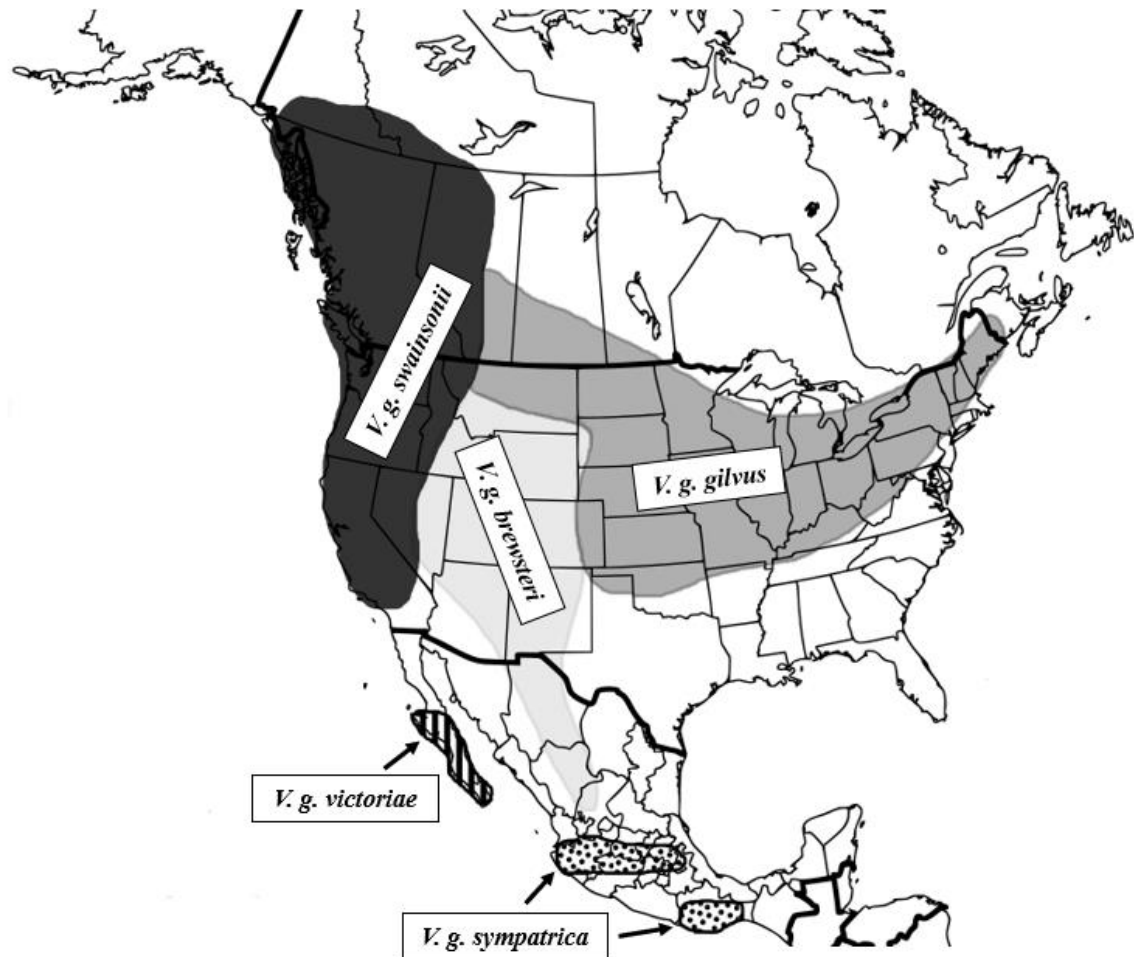 V. g. swainsonii
V. g. brewsteri
V. g. gilvus
V. g. victoriae
V. g. sympatrica